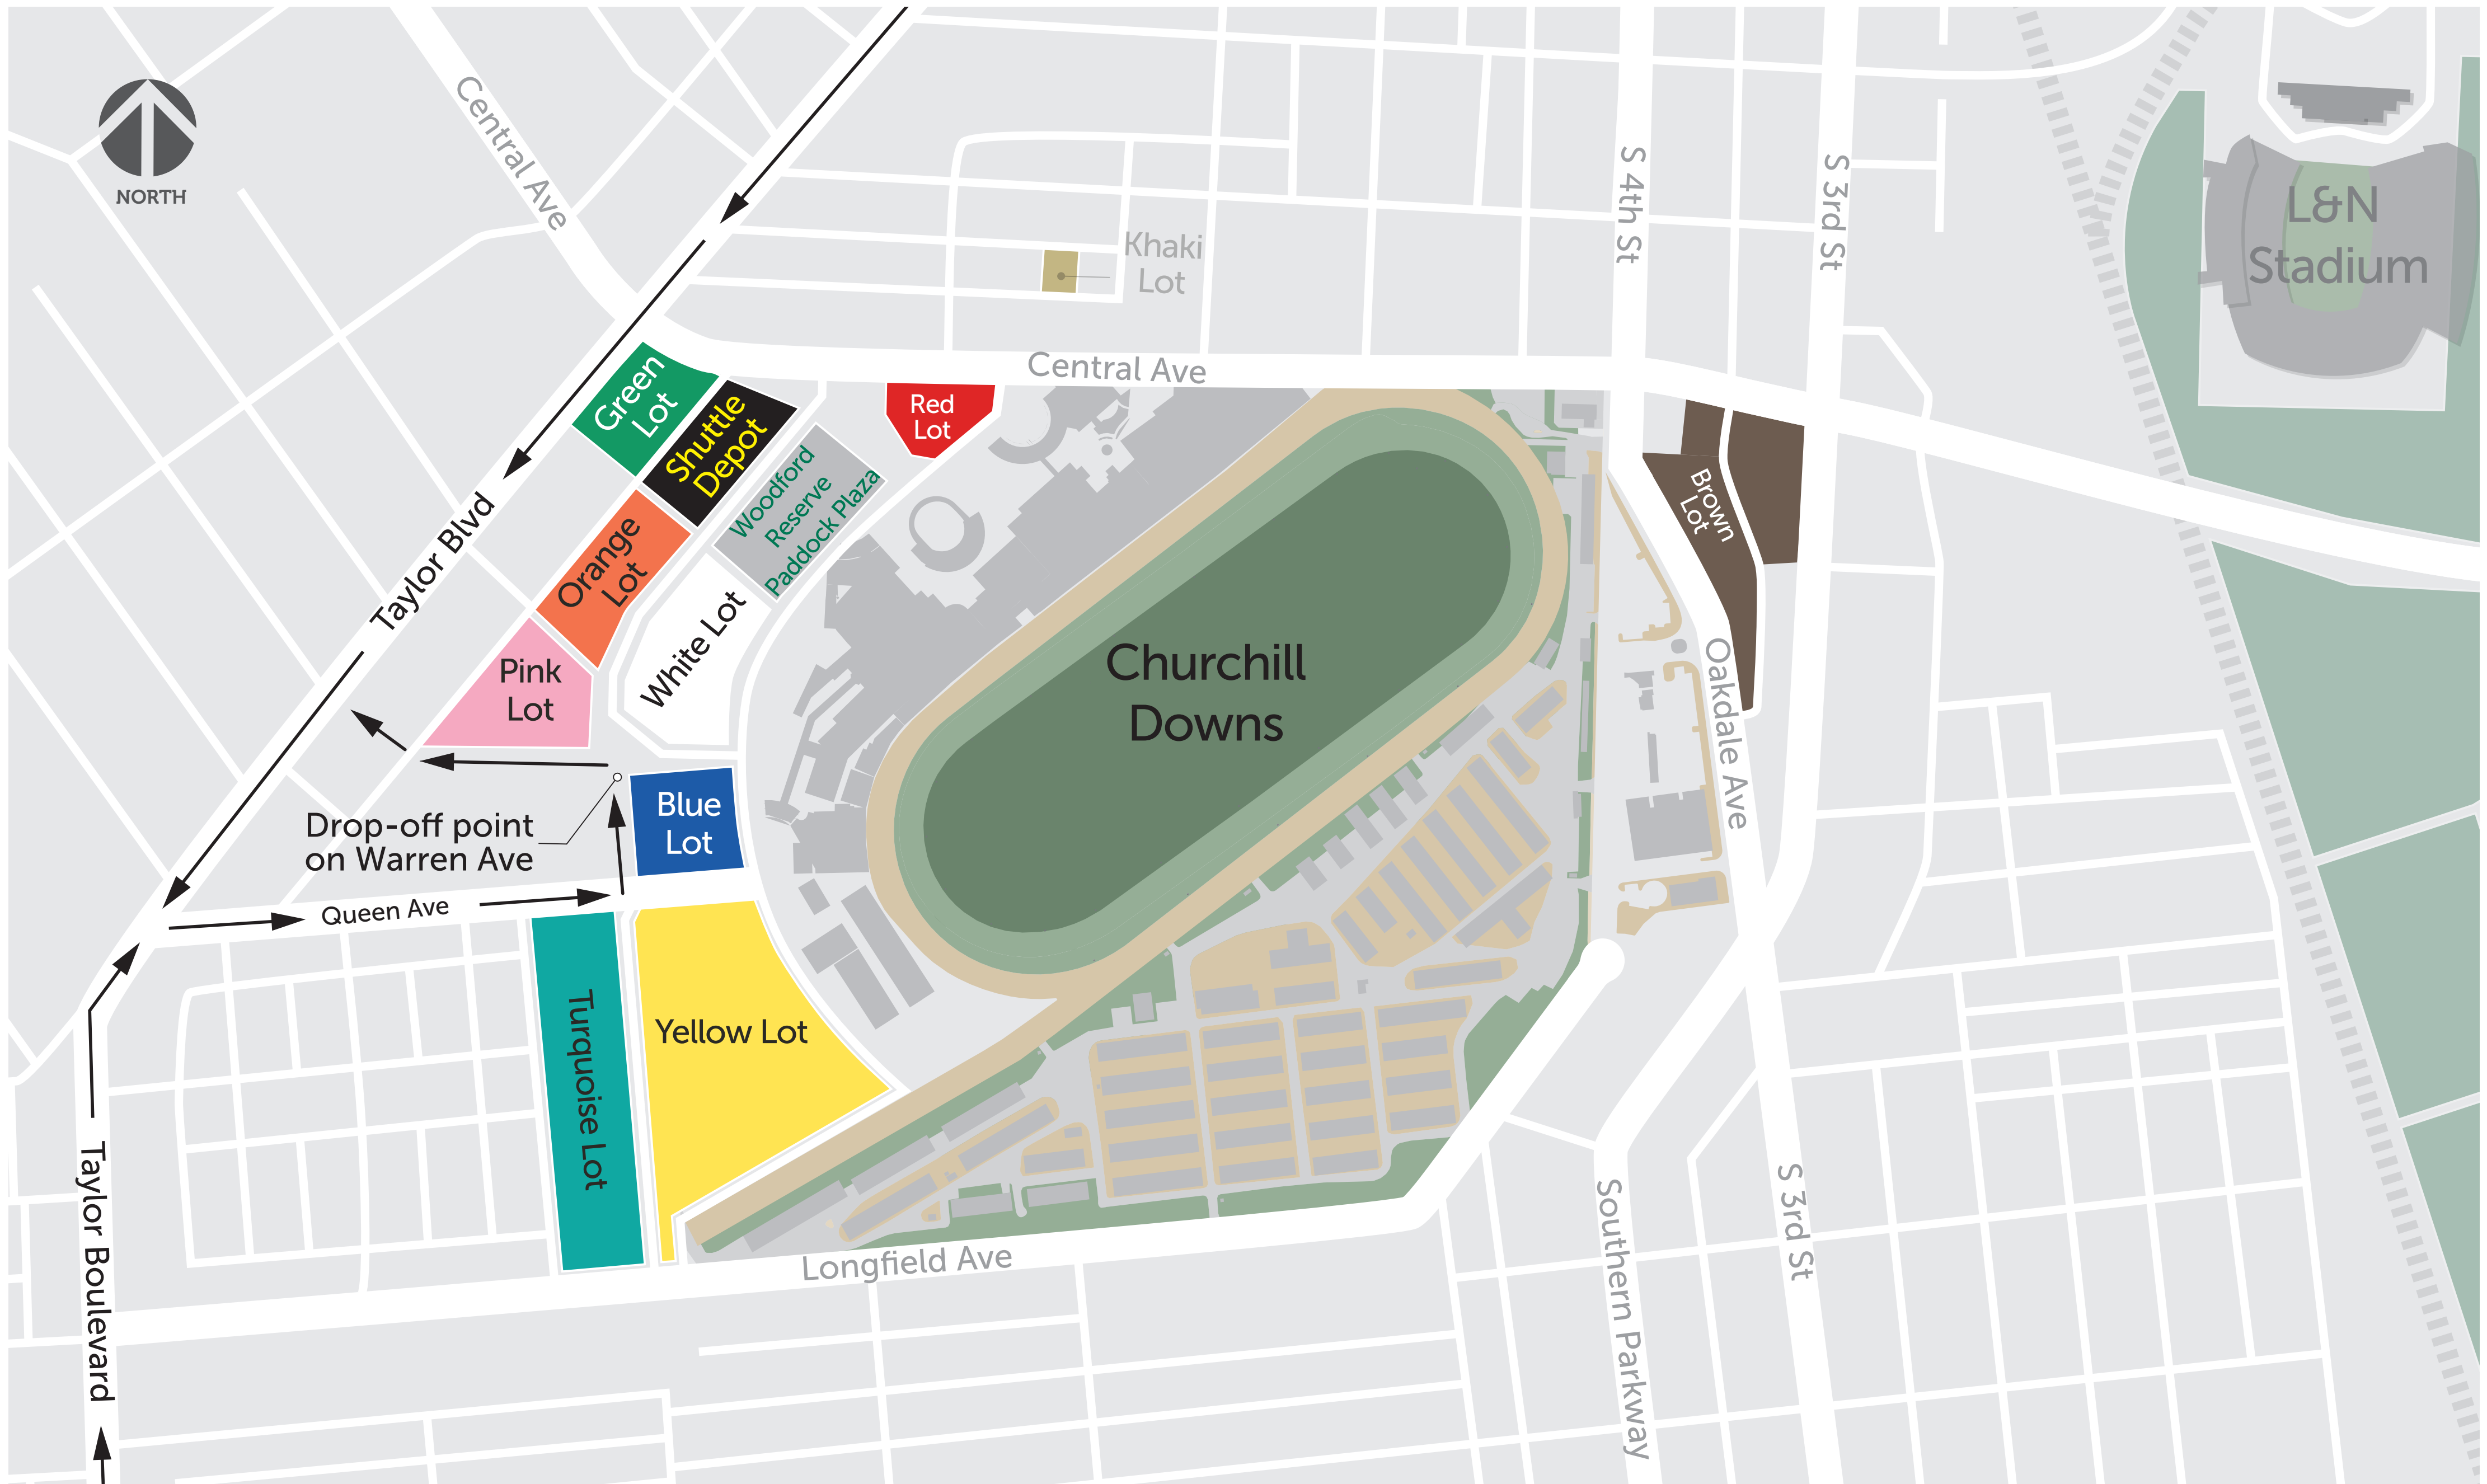 NORTH
Central Ave
S 4th St
S 3rd St
L&N
Stadium
Khaki
Lot
Central Ave
Green
Lot
Shuttle
Depot
Red
Lot
Woodford
Reserve
Paddock Plaza
Brown
Lot
Taylor Blvd
Orange
Lot
White Lot
Pink
Lot
Churchill
Downs
Oakdale Ave
Blue
Lot
Drop-off point
on Warren Ave
Queen Ave
Turquoise Lot
Yellow Lot
Taylor Boulevard
Longfield Ave
Southern Parkway
S 3rd St